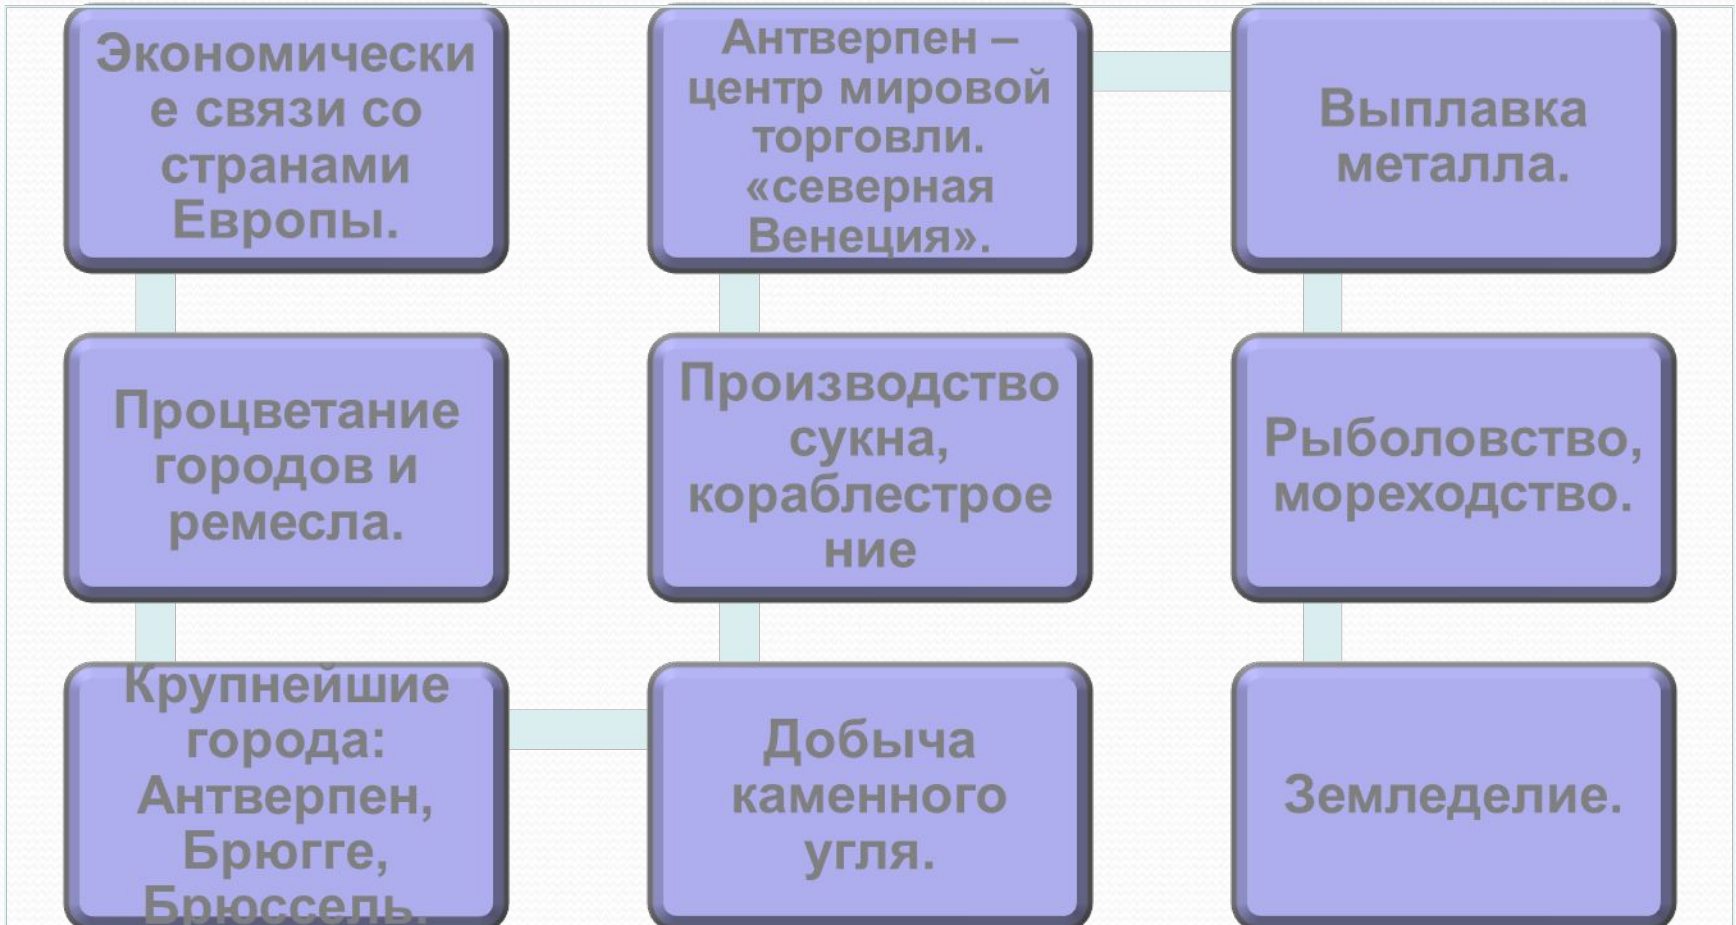 Экономически
е связи со
странами
Европы.
Процветание
городов и
ремесла.
Крупнейшие
города:
Антверпен,
Брюгге,
Брюссель.
Добыча
каменного
угля.
Производство
сукна,
кораблестрое
ние
Антверпен –
центр мировой
торговли.
«северная
Венеция».
Выплавка
металла.
Рыболовство,
мореходство.
Земледелие.